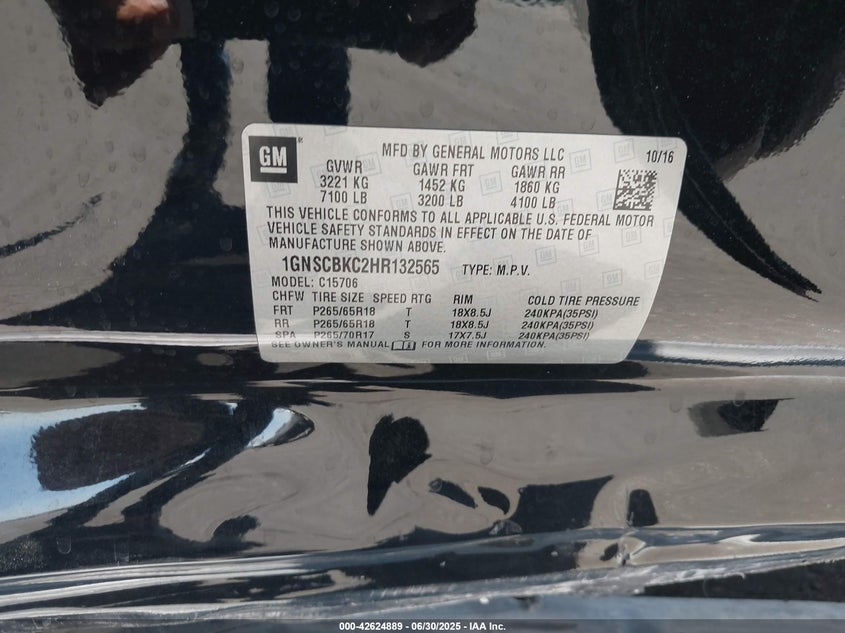 GM
MFD BY GENERAL MOTORS LLC 10/16
GVWR GAWR FRT GAWR RR
3221 KG 1452 KG 1860 KG
7100 LB 3200 LB 4100 LB
THIS VEHICLE CONFORMS TO ALL APPLICABLE U.S. FEDERAL MOTOR
VEHICLE SAFETY STANDARDS IN EFFECT ON THE DATE OF
MANUFACTURE SHOWN ABOVE.
1GNSCBKC2HR132565 TYPE: M.P.V.
MODEL: C15706
CHFW TIRE SIZE SPEED RTG RIM COLD TIRE PRESSURE
FRT P265/65R18 T 18X8.5J 240KPA(35PSI)
RR P265/65R18 T 18X8.5J 240KPA(35PSI)
SPA P265/70R17 S 17X7.5J 240KPA(35PSI)
SEE OWNER'S MANUAL FOR MORE INFORMATION.
000-42624889 - 06/30/2025 - IAA Inc.